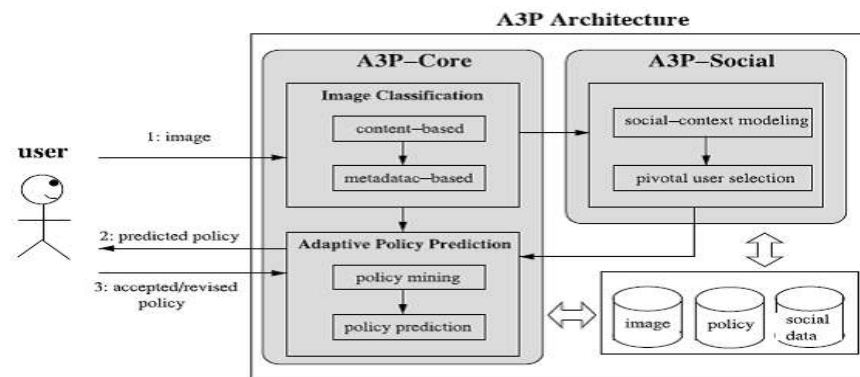 A3P Architecture
A3P–Core
A3P–Social
Image Classification
content–based
metadatac–based
social–context modeling
pivotal user selection
user
1: image
2: predicted policy
3: accepted/revised
policy
Adaptive Policy Prediction
policy mining
policy prediction
image
policy
social
data